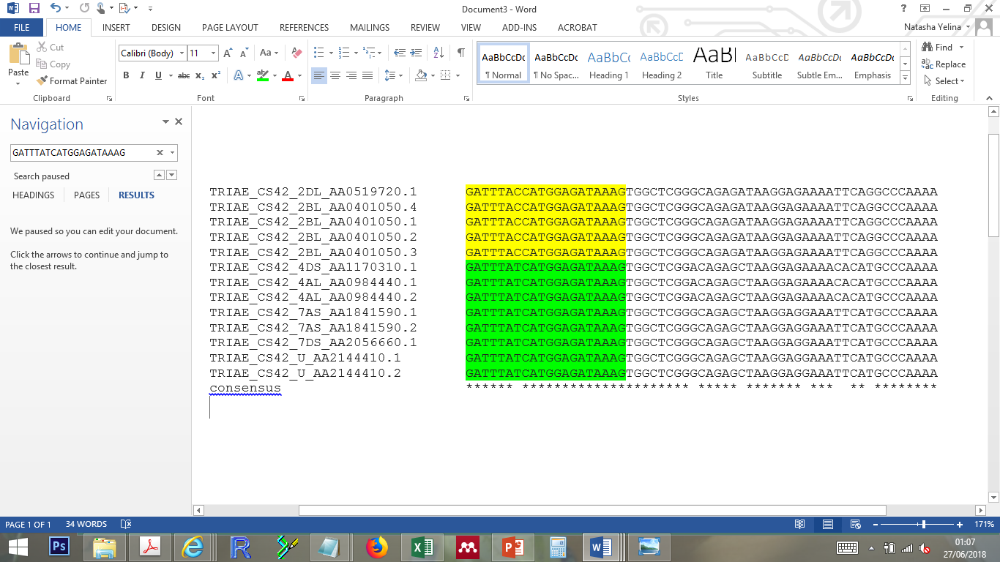 Document3 - Word
Natasha Yelina
FILE HOME INSERT DESIGN PAGE LAYOUT REFERENCES MAILINGS REVIEW VIEW ADD-INS ACROBAT
Paste
Cut
Copy
Format Painter
Clipboard
Calibri (Body) 11
Font
Paragraph
AaBbCcDc AaBbCcDc AaBbCc AaBbCcD AaBl AaBbCcD AaBbCcDc AaBbCcDc
¶ Normal ¶ No Spac... Heading 1 Heading 2 Title Subtitle Subtle Em... Emphasis
Styles
Find
Replace
Select
Editing
Navigation
GATTTATCATGGAGATAAAG
Search paused
HEADINGS PAGES RESULTS
We paused so you can edit your document.
Click the arrows to continue and jump to
the closest result.
TRIAE_CS42_2DL_AA0519720.1 GATTTACCATGGAGATAAAGTGGCTCGGGCAGAGATAAGGAGAAAATTCAGGCCCAAAA
TRIAE_CS42_2BL_AA0401050.4 GATTTACCATGGAGATAAAGTGGCTCGGGCAGAGATAAGGAGAAAATTCAGGCCCAAAA
TRIAE_CS42_2BL_AA0401050.1 GATTTACCATGGAGATAAAGTGGCTCGGGCAGAGATAAGGAGAAAATTCAGGCCCAAAA
TRIAE_CS42_2BL_AA0401050.2 GATTTACCATGGAGATAAAGTGGCTCGGGCAGAGATAAGGAGAAAATTCAGGCCCAAAA
TRIAE_CS42_2BL_AA0401050.3 GATTTACCATGGAGATAAAGTGGCTCGGGCAGAGATAAGGAGAAAATTCAGGCCCAAAA
TRIAE_CS42_4DS_AA1170310.1 GATTTATCATGGAGATAAAGTGGCTCGGACAGAGCTAAGGAGAAAACACATGCCCAAAA
TRIAE_CS42_4AL_AA0984440.1 GATTTATCATGGAGATAAAGTGGCTCGGACAGAGCTAAGGAGAAAACACATGCCCAAAA
TRIAE_CS42_4AL_AA0984440.2 GATTTATCATGGAGATAAAGTGGCTCGGACAGAGCTAAGGAGAAAACACATGCCCAAAA
TRIAE_CS42_7AS_AA1841590.1 GATTTATCATGGAGATAAAGTGGCTCGGGCAGAGCTAAGGAGGAAATTCATGCCCAAAA
TRIAE_CS42_7AS_AA1841590.2 GATTTATCATGGAGATAAAGTGGCTCGGGCAGAGCTAAGGAGGAAATTCATGCCCAAAA
TRIAE_CS42_7DS_AA2056660.1 GATTTATCATGGAGATAAAGTGGCTCGGGCAGAGCTAAGGAGGAAATTCATGCCCAAAA
TRIAE_CS42_U_AA2144410.1 GATTTATCATGGAGATAAAGTGGCTCGGGCAGAGCTAAGGAGGAAATTCATGCCCAAAA
TRIAE_CS42_U_AA2144410.2 GATTTATCATGGAGATAAAGTGGCTCGGGCAGAGCTAAGGAGGAAATTCATGCCCAAAA
consensus ****** ********************* ***** ******* ***  ** ********
PAGE 1 OF 1 34 WORDS 171%
01:07
27/06/2018